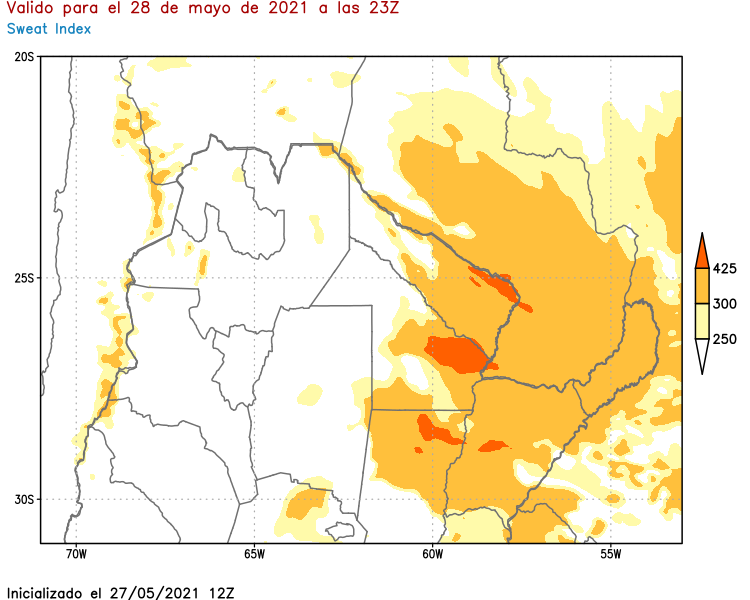 Valido para el 28 de mayo de 2021 a las 23Z
Sweat Index
20S
25S
30S
70W
65W
60W
55W
425
300
250
Inicializado el 27/05/2021 12Z